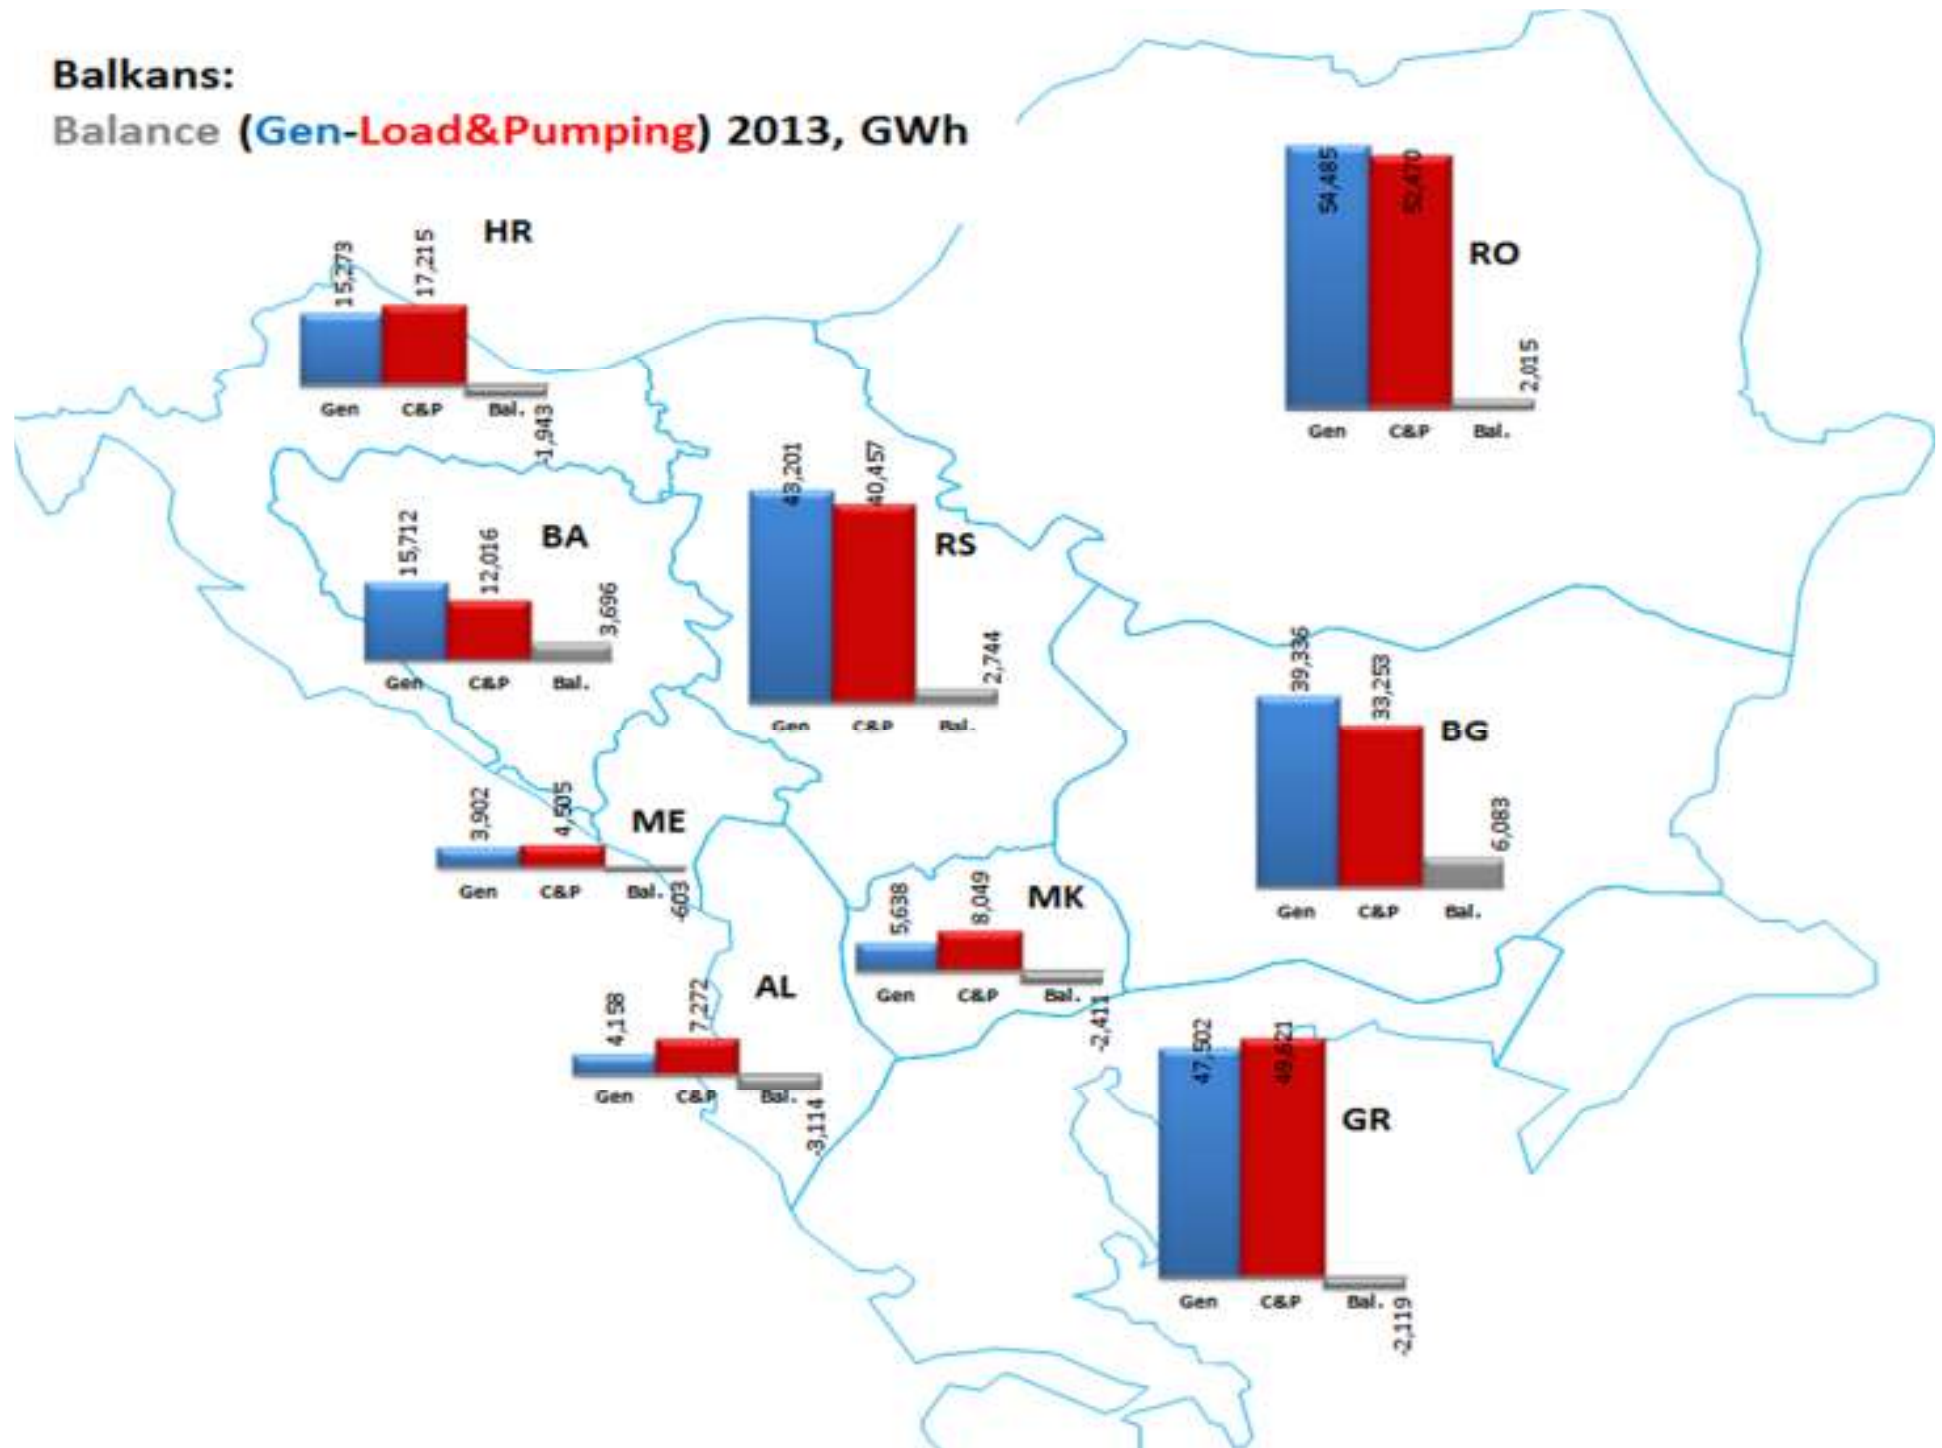 Balkans:
Balance (Gen-Load&Pumping) 2013, GWh
HR
15,273
17,215
-1,943
Gen C&P Bal.
RO
54,485
52,470
2,015
Gen C&P Bal.
BA
15,712
12,016
3,696
Gen C&P Bal.
RS
43,201
40,457
2,744
Gen C&P Bal.
BG
39,336
33,253
6,083
Gen C&P Bal.
ME
3,902
4,505
-603
Gen C&P Bal.
MK
5,638
8,049
-2,411
Gen C&P Bal.
AL
4,158
7,272
-3,114
Gen C&P Bal.
GR
47,502
49,621
-2,119
Gen C&P Bal.